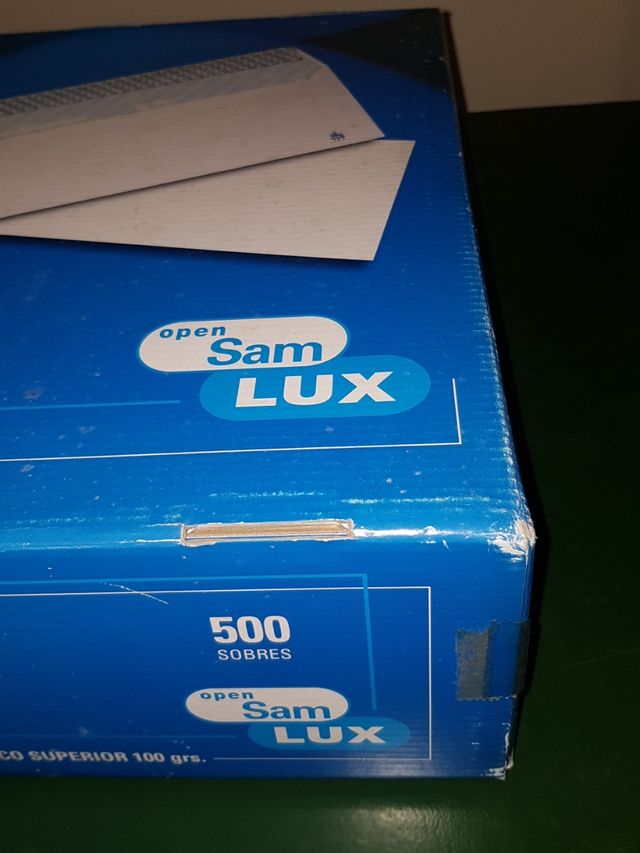 open
Sam
LUX
500
SOBRES
open
Sam
LUX
CO SUPERIOR 100 grs.